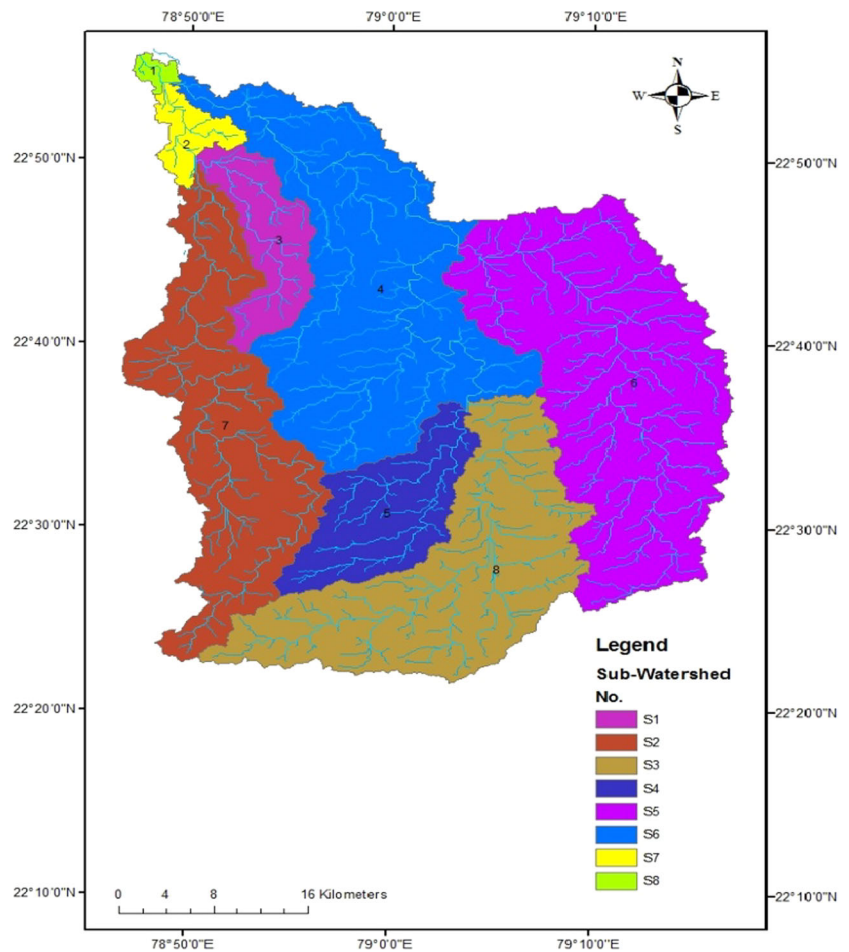 78°50'0"E 79°0'0"E 79°10'0"E
N
W E
S
1
2
22°50'0"N 22°50'0"N
3
4
22°40'0"N 22°40'0"N
6
7
5
22°30'0"N 22°30'0"N
8
Legend
Sub-Watershed
No.
S1
S2
S3
S4
S5
S6
S7
S8
22°20'0"N 22°20'0"N
0 4 8 16 Kilometers
22°10'0"N 22°10'0"N
78°50'0"E 79°0'0"E 79°10'0"E